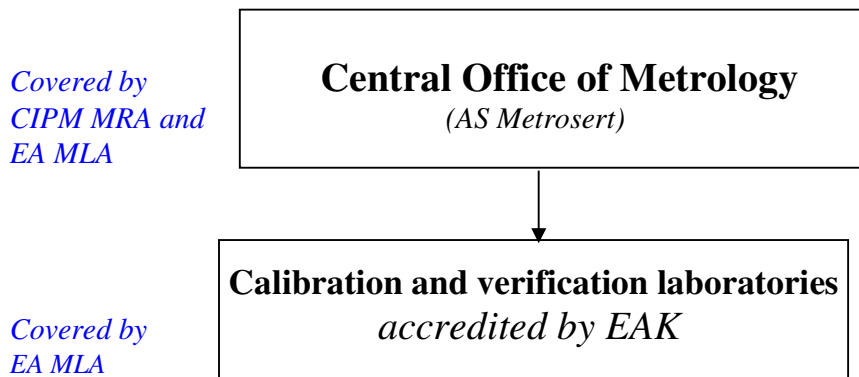 Covered by
CIPM MRA and
EA MLA
Central Office of Metrology
(AS Metrosert)
Calibration and verification laboratories
accredited by EAK
Covered by
EA MLA